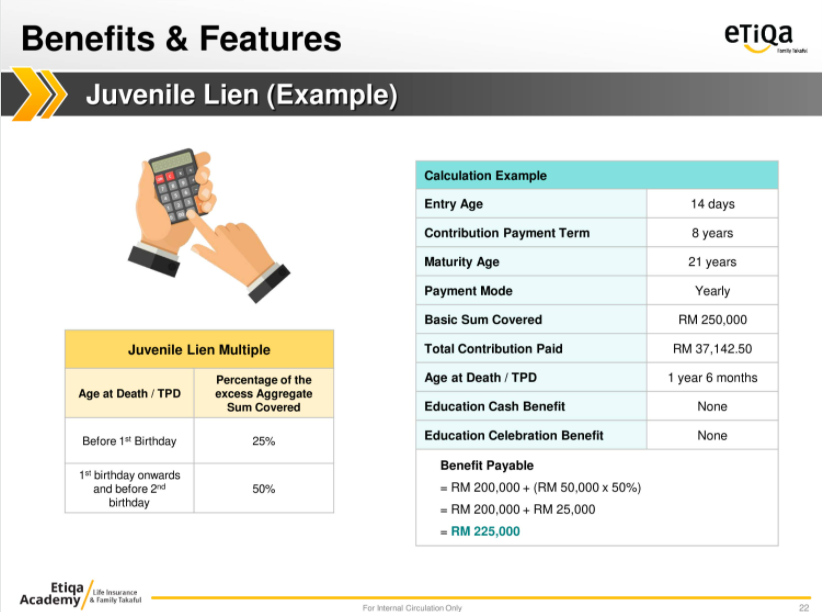 Benefits & Features
eTiQa
Family Takaful
Juvenile Lien (Example)
Juvenile Lien Multiple
Age at Death / TPD
Percentage of the
excess Aggregate
Sum Covered
Before 1st Birthday
25%
1st birthday onwards
and before 2nd
birthday
50%
Calculation Example
Entry Age
14 days
Contribution Payment Term
8 years
Maturity Age
21 years
Payment Mode
Yearly
Basic Sum Covered
RM 250,000
Total Contribution Paid
RM 37,142.50
Age at Death / TPD
1 year 6 months
Education Cash Benefit
None
Education Celebration Benefit
None
Benefit Payable
= RM 200,000 + (RM 50,000 x 50%)
= RM 200,000 + RM 25,000
= RM 225,000
Etiqa
Academy
Life Insurance
& Family Takaful
For Internal Circulation Only
22